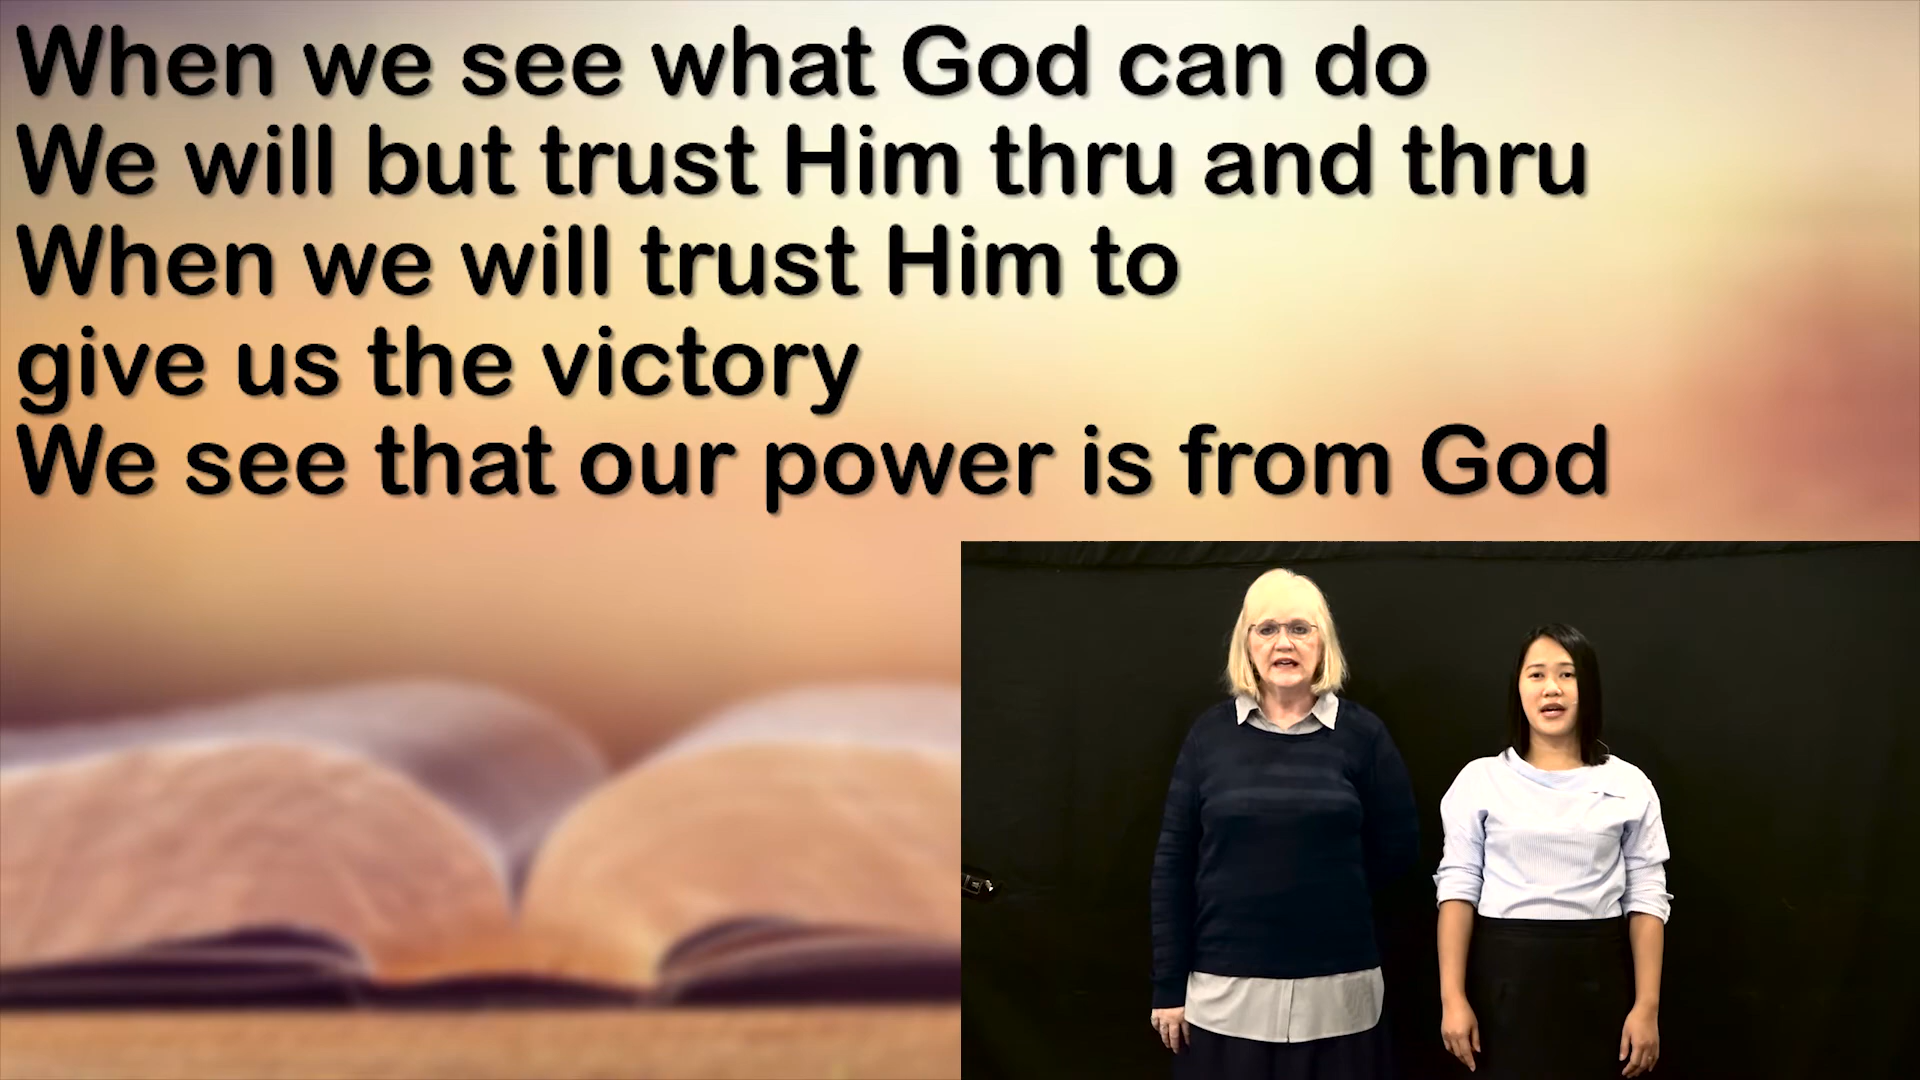 When we see what God can do
We will but trust Him thru and thru
When we will trust Him to
give us the victory
We see that our power is from God